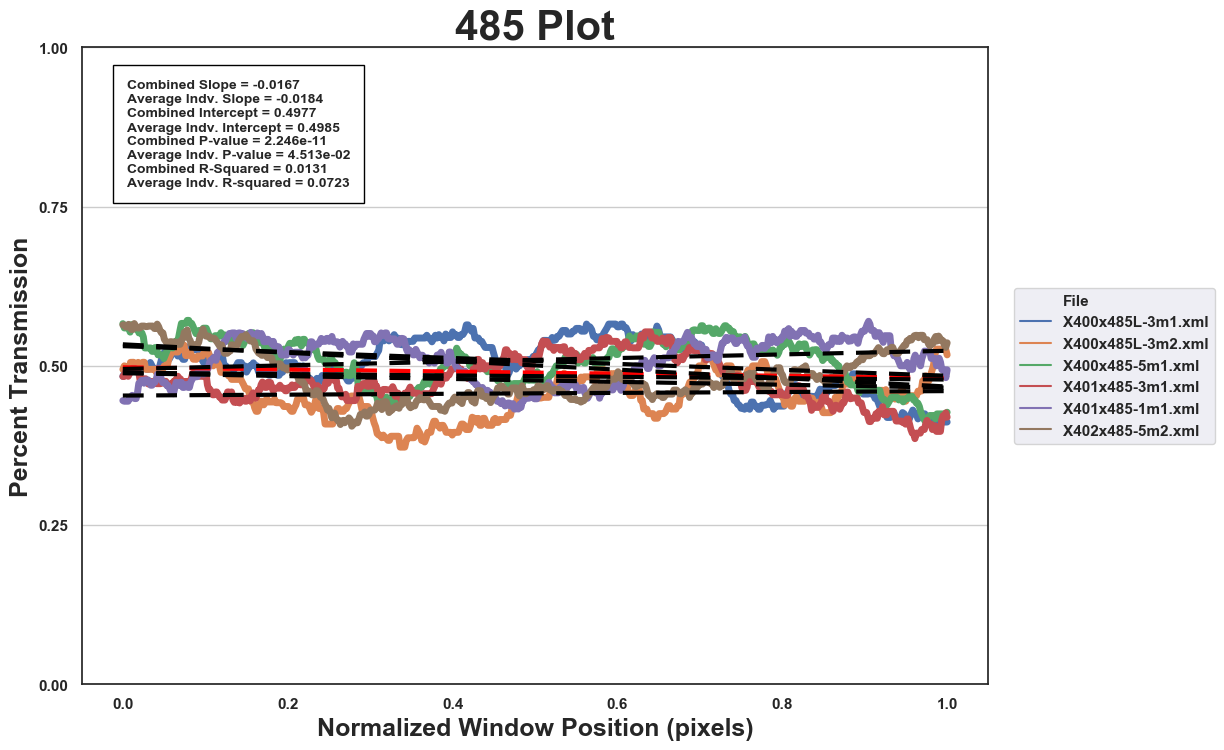 485 Plot
1.00
0.75
0.50
0.25
0.00
Percent Transmission
Combined Slope = -0.0167
Average Indv. Slope = -0.0184
Combined Intercept = 0.4977
Average Indv. Intercept = 0.4985
Combined P-value = 2.246e-11
Average Indv. P-value = 4.513e-02
Combined R-Squared = 0.0131
Average Indv. R-squared = 0.0723
File
X400x485L-3m1.xml
X400x485L-3m2.xml
X400x485-5m1.xml
X401x485-3m1.xml
X401x485-1m1.xml
X402x485-5m2.xml
0.0 0.2 0.4 0.6 0.8 1.0
Normalized Window Position (pixels)